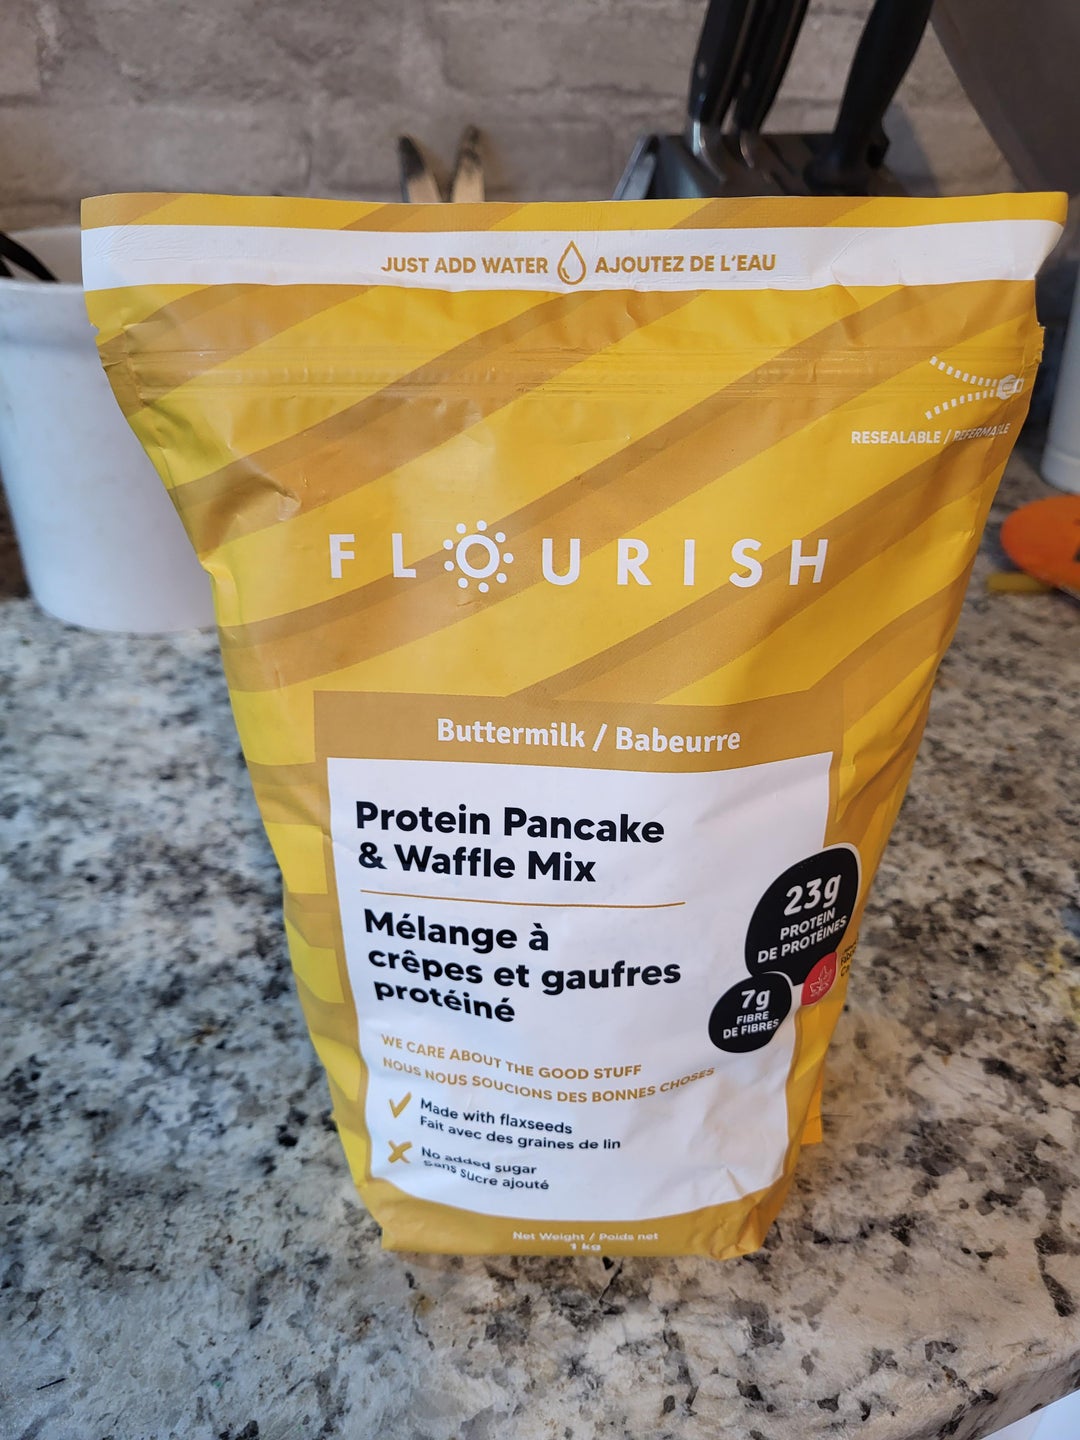 JUST ADD WATER AJOUTEZ DE L'EAU
RESEALABLE / REFERMABLE
FLOURISH
Buttermilk / Babeurre
Protein Pancake
& Waffle Mix
Mélange à
crêpes et gaufres
protéiné
23g
PROTEIN
DE PROTÉINES
7g
FIBRE
DE FIBRES
WE CARE ABOUT THE GOOD STUFF
NOUS NOUS SOUCIONS DES BONNES CHOSES
Made with flaxseeds
Fait avec des graines de lin
No added sugar
Sans sucre ajouté
Net Weight / Poids net
1 kg